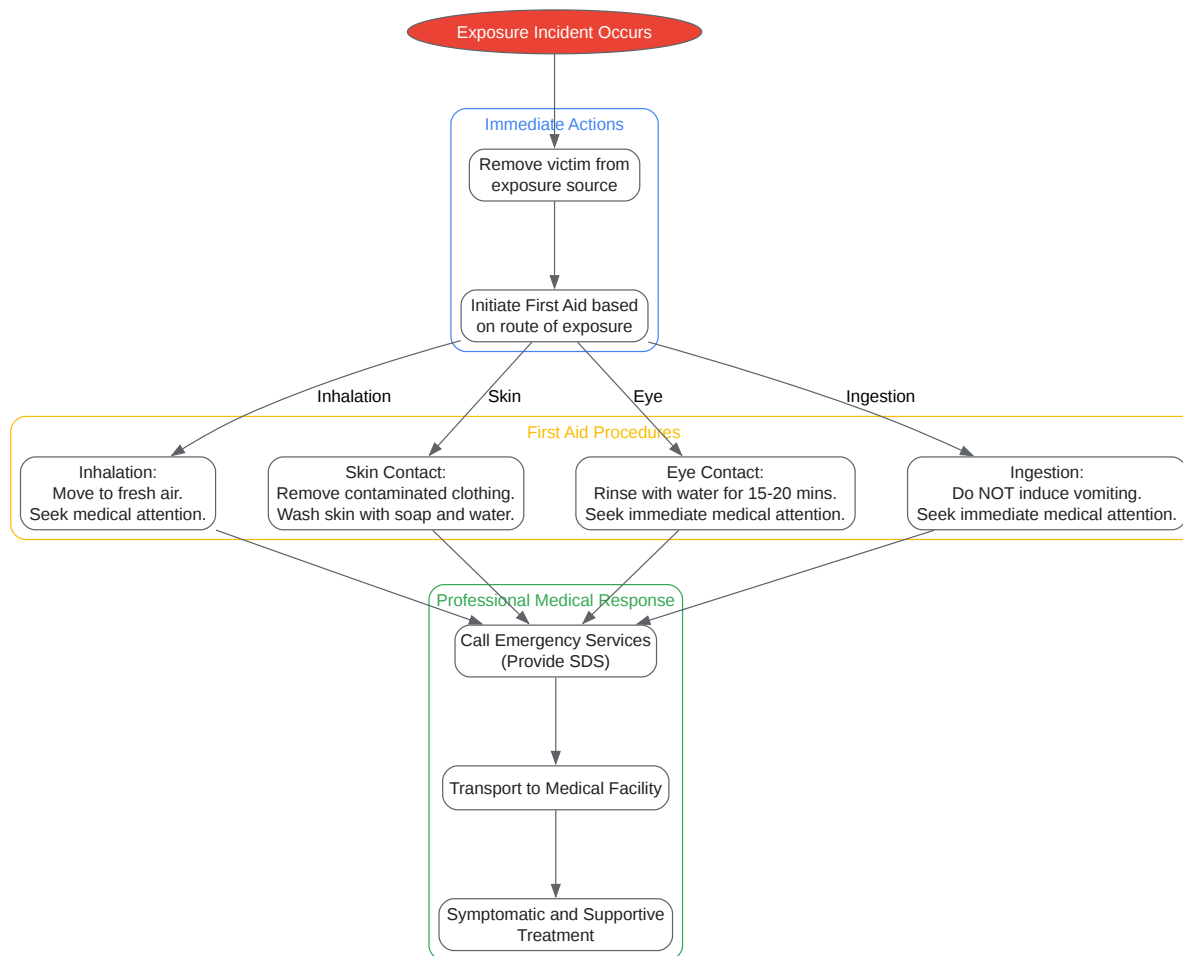 Exposure Incident Occurs
Immediate Actions
Remove victim from
exposure source
Initiate First Aid based
on route of exposure
Inhalation
Skin
Eye
Ingestion
First Aid Procedures
Inhalation:
Move to fresh air.
Seek medical attention.
Skin Contact:
Remove contaminated clothing.
Wash skin with soap and water.
Eye Contact:
Rinse with water for 15-20 mins.
Seek immediate medical attention.
Ingestion:
Do NOT induce vomiting.
Seek immediate medical attention.
Professional Medical Response
Call Emergency Services
(Provide SDS)
Transport to Medical Facility
Symptomatic and Supportive
Treatment